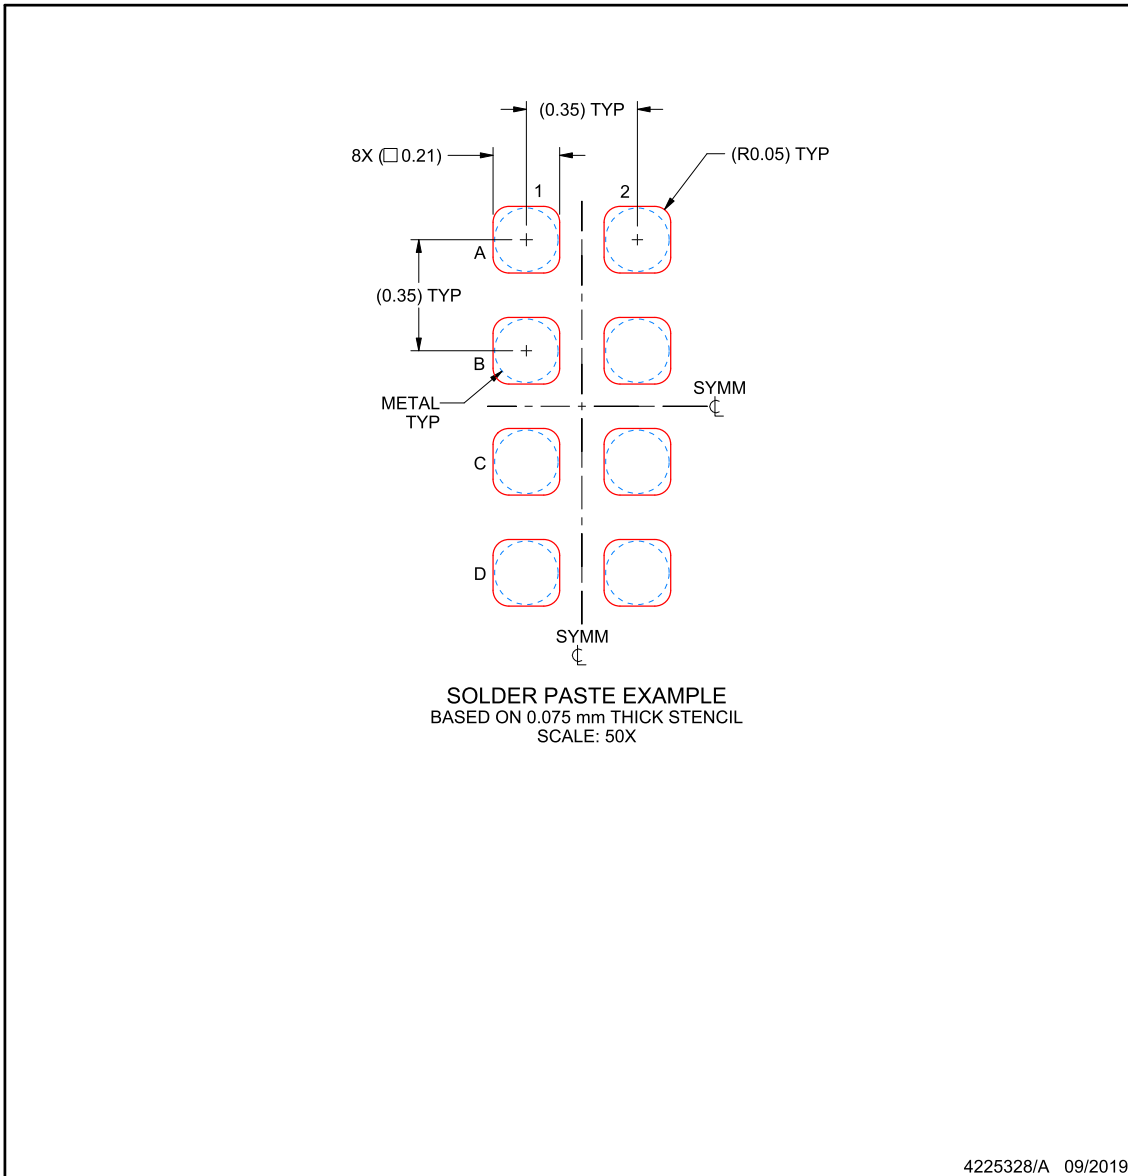 (0.35) TYP
8X (□ 0.21)
(R0.05) TYP
1
2
A
(0.35) TYP
B
SYMM
℄
METAL
TYP
C
D
SYMM
℄
SOLDER PASTE EXAMPLE
BASED ON 0.075 mm THICK STENCIL
SCALE: 50X
4225328/A 09/2019